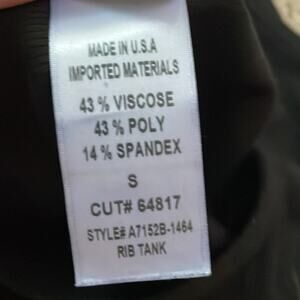 MADE IN U.S.A
IMPORTED MATERIALS
43 % VISCOSE
43 % POLY
14 % SPANDEX
S
CUT# 64817
STYLE# A7152B-1464
RIB TANK